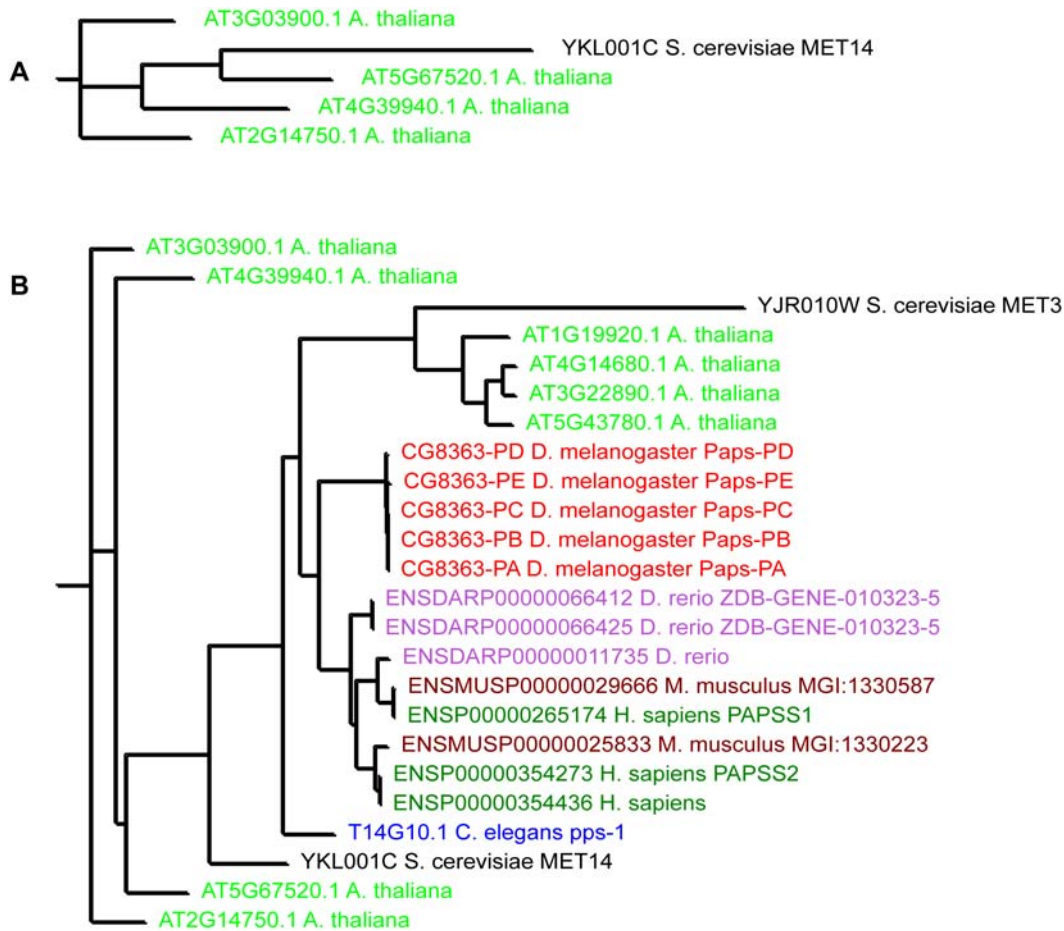 AT3G03900.1 A. thaliana
YKL001C S. cerevisiae MET14
A
AT5G67520.1 A. thaliana
AT4G39940.1 A. thaliana
AT2G14750.1 A. thaliana
AT3G03900.1 A. thaliana
B
AT4G39940.1 A. thaliana
YJR010W S. cerevisiae MET3
AT1G19920.1 A. thaliana
AT4G14680.1 A. thaliana
AT3G22890.1 A. thaliana
AT5G43780.1 A. thaliana
CG8363-PD D. melanogaster Paps-PD
CG8363-PE D. melanogaster Paps-PE
CG8363-PC D. melanogaster Paps-PC
CG8363-PB D. melanogaster Paps-PB
CG8363-PA D. melanogaster Paps-PA
ENSDARP00000066412 D. rerio ZDB-GENE-010323-5
ENSDARP00000066425 D. rerio ZDB-GENE-010323-5
ENSDARP00000011735 D. rerio
ENSMUSP00000029666 M. musculus MGI:1330587
ENSP00000265174 H. sapiens PAPSS1
ENSMUSP00000025833 M. musculus MGI:1330223
ENSP00000354273 H. sapiens PAPSS2
ENSP00000354436 H. sapiens
T14G10.1 C. elegans pps-1
YKL001C S. cerevisiae MET14
AT5G67520.1 A. thaliana
AT2G14750.1 A. thaliana